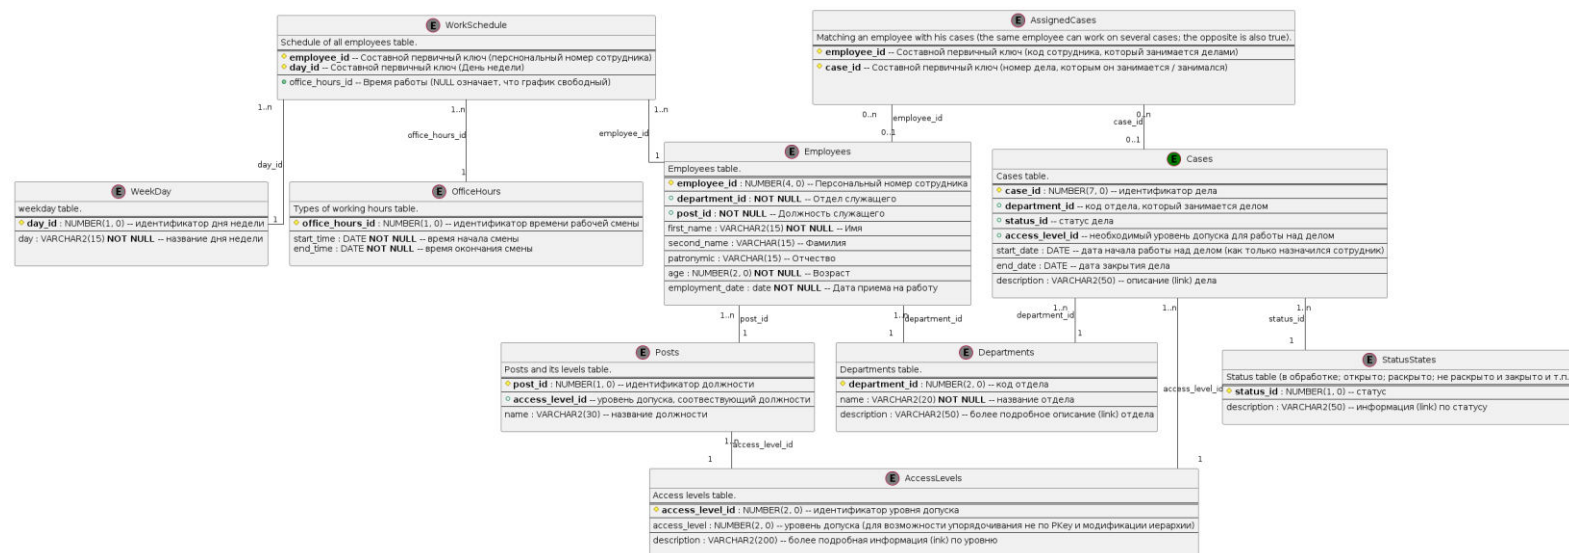 E WorkSchedule
Schedule of all employees table.
employee_id -- Составной первичный ключ (перснональный номер сотрудника)
day_id -- Составной первичный ключ (День недели)
office_hours_id -- Время работы (NULL означает, что график свободный)
E AssignedCases
Matching an employee with his cases (the same employee can work on several cases; the opposite is also true).
employee_id -- Составной первичный ключ (код сотрудника, который занимается делами)
case_id -- Составной первичный ключ (номер дела, которым он занимается / занимался)
1..n
1..n
1..n
0..n
0..n
office_hours_id
employee_id
employee_id
case_id
day_id
1
1
1
0..1
0..1
E WeekDay
weekday table.
day_id : NUMBER(1, 0) -- идентификатор дня недели
day : VARCHAR2(15) NOT NULL -- название дня недели
E OfficeHours
Types of working hours table.
office_hours_id : NUMBER(1, 0) -- идентификатор времени рабочей смены
start_time : DATE NOT NULL -- время начала смены
end_time : DATE NOT NULL -- время окончания смены
E Employees
Employees table.
employee_id : NUMBER(4, 0) -- Персональный номер сотрудника
department_id : NOT NULL -- Отдел служащего
post_id : NOT NULL -- Должность служащего
first_name : VARCHAR2(15) NOT NULL -- Имя
second_name : VARCHAR(15) -- Фамилия
patronymic : VARCHAR(15) -- Отчество
age : NUMBER(2, 0) NOT NULL -- Возраст
employment_date : date NOT NULL -- Дата приема на работу
E Cases
Cases table.
case_id : NUMBER(7, 0) -- идентификатор дела
department_id -- код отдела, который занимается делом
status_id -- статус дела
access_level_id -- необходимый уровень допуска для работы над делом
start_date : DATE -- дата начала работы над делом (как только назначился сотрудник)
end_date : DATE -- дата закрытия дела
description : VARCHAR2(50) -- описание (link) дела
1..n
1..n
1..n
1..n
1..n
post_id
department_id
department_id
access_level_id
status_id
1
1
1
1
E Posts
Posts and its levels table.
post_id : NUMBER(1, 0) -- идентификатор должности
access_level_id -- уровень допуска, соотвествующий должности
name : VARCHAR2(30) -- название должности
E Departments
Departments table.
department_id : NUMBER(2, 0) -- код отдела
name : VARCHAR2(20) NOT NULL -- название отдела
description : VARCHAR2(50) -- более подробное описание (link) отдела
E StatusStates
Status table (в обработке; открыто; раскрыто; не раскрыто и закрыто и т.п.
status_id : NUMBER(1, 0) -- статус
description : VARCHAR2(50) -- информация (link) по статусу
1..n
access_level_id
1
1
E AccessLevels
Access levels table.
access_level_id : NUMBER(2, 0) -- идентификатор уровня допуска
access_level : NUMBER(2, 0) -- уровень допуска (для возможности упорядочивания не по PKey и модификации иерархии)
description : VARCHAR2(200) -- более подробная информация (ink) по уровню